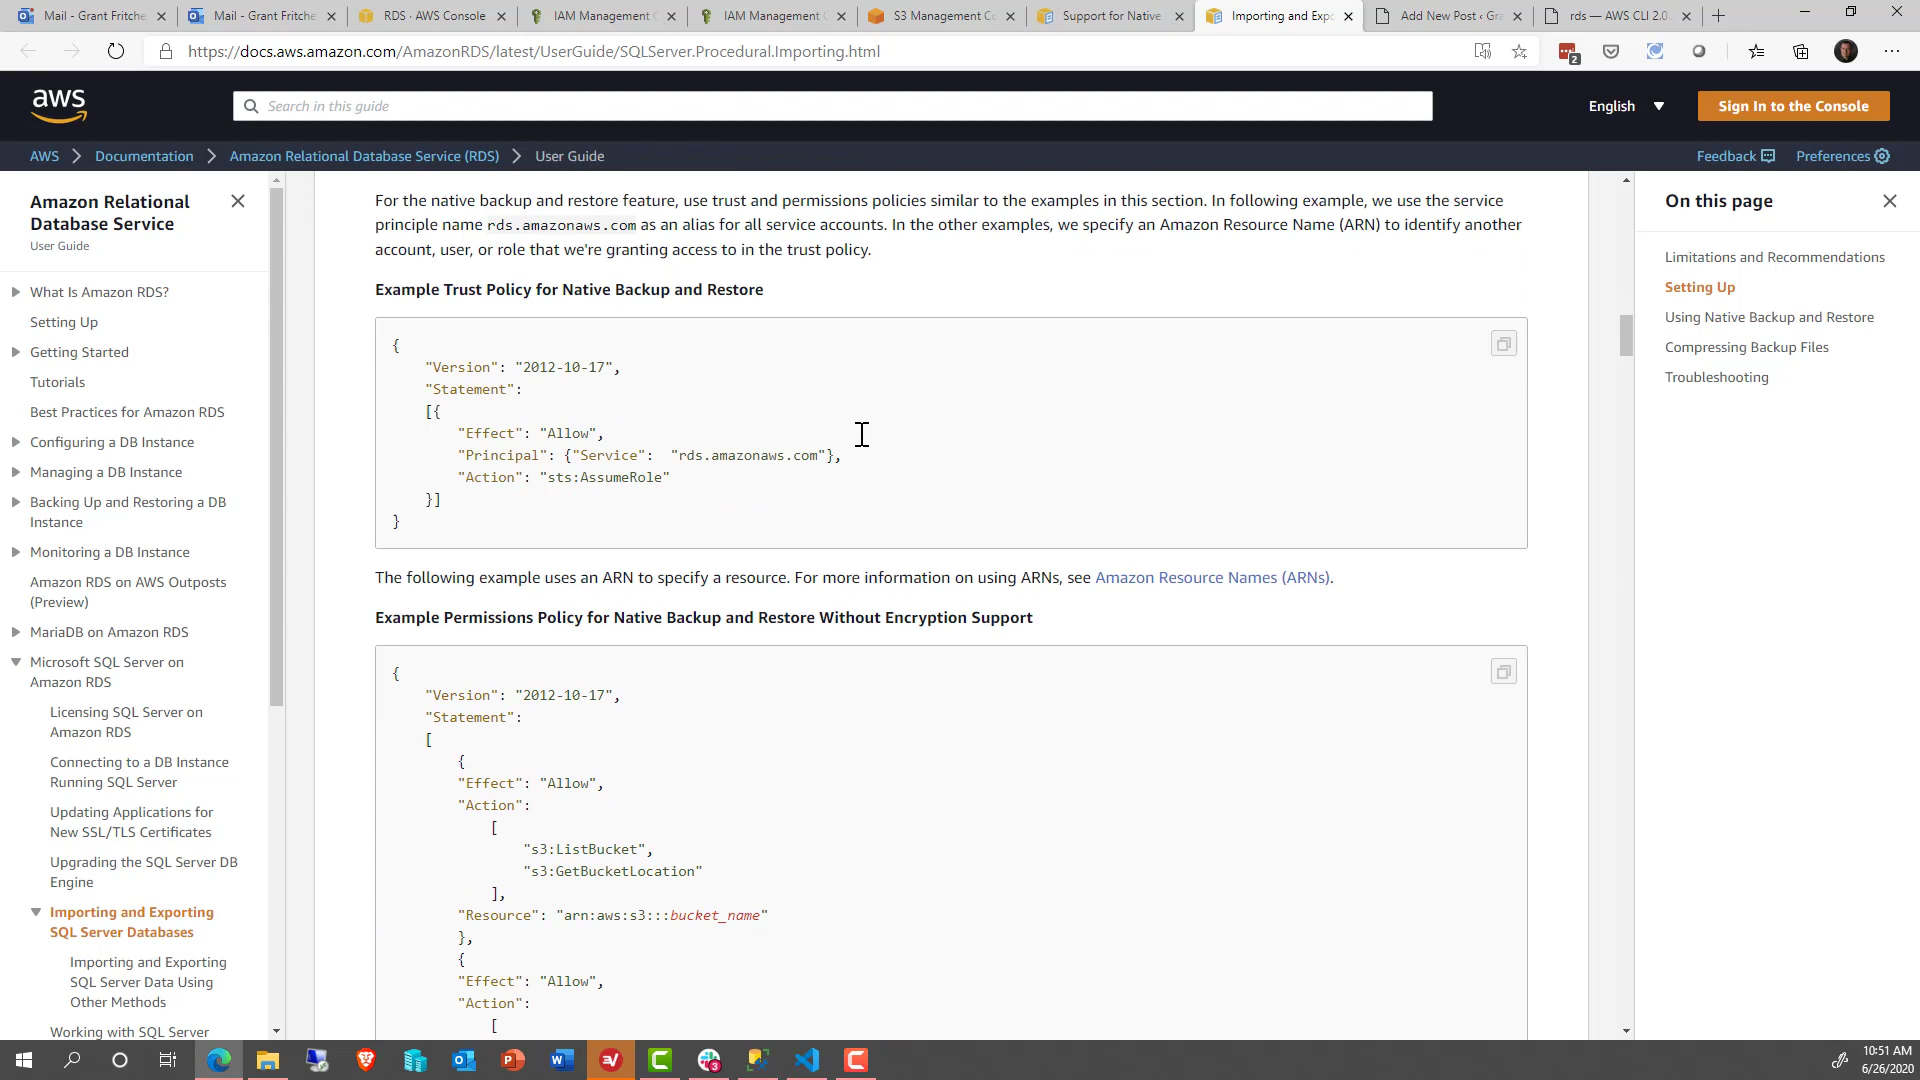 Mail - Grant Fritche
Mail - Grant Fritche
RDS · AWS Console
IAM Management C
IAM Management
S3 Management Co
Support for Native
Importing and Expo
Add New Post ‹ Gra
rds — AWS CLI 2.0.
https://docs.aws.amazon.com/AmazonRDS/latest/UserGuide/SQLServer.Procedural.Importing.html
2
aws
Search in this guide
English
Sign In to the Console
AWS
Documentation
Amazon Relational Database Service (RDS)
User Guide
Feedback
Preferences
Amazon Relational
Database Service
User Guide
What Is Amazon RDS?
Setting Up
Getting Started
Tutorials
Best Practices for Amazon RDS
Configuring a DB Instance
Managing a DB Instance
Backing Up and Restoring a DB
Instance
Monitoring a DB Instance
Amazon RDS on AWS Outposts
(Preview)
MariaDB on Amazon RDS
Microsoft SQL Server on
Amazon RDS
Licensing SQL Server on
Amazon RDS
Connecting to a DB Instance
Running SQL Server
Updating Applications for
New SSL/TLS Certificates
Upgrading the SQL Server DB
Engine
Importing and Exporting
SQL Server Databases
Importing and Exporting
SQL Server Data Using
Other Methods
Working with SQL Server
For the native backup and restore feature, use trust and permissions policies similar to the examples in this section. In following example, we use the service
principle name rds.amazonaws.com as an alias for all service accounts. In the other examples, we specify an Amazon Resource Name (ARN) to identify another
account, user, or role that we're granting access to in the trust policy.
Example Trust Policy for Native Backup and Restore
{
"Version": "2012-10-17",
"Statement":
[{
"Effect": "Allow",
"Principal": {"Service":  "rds.amazonaws.com"},
"Action": "sts:AssumeRole"
}]
}
The following example uses an ARN to specify a resource. For more information on using ARNs, see Amazon Resource Names (ARNs).
Example Permissions Policy for Native Backup and Restore Without Encryption Support
{
"Version": "2012-10-17",
"Statement":
[
{
"Effect": "Allow",
"Action":
[
"s3:ListBucket",
"s3:GetBucketLocation"
],
"Resource": "arn:aws:s3:::bucket_name"
},
{
"Effect": "Allow",
"Action":
[
On this page
Limitations and Recommendations
Setting Up
Using Native Backup and Restore
Compressing Backup Files
Troubleshooting
10:51 AM
6/26/2020